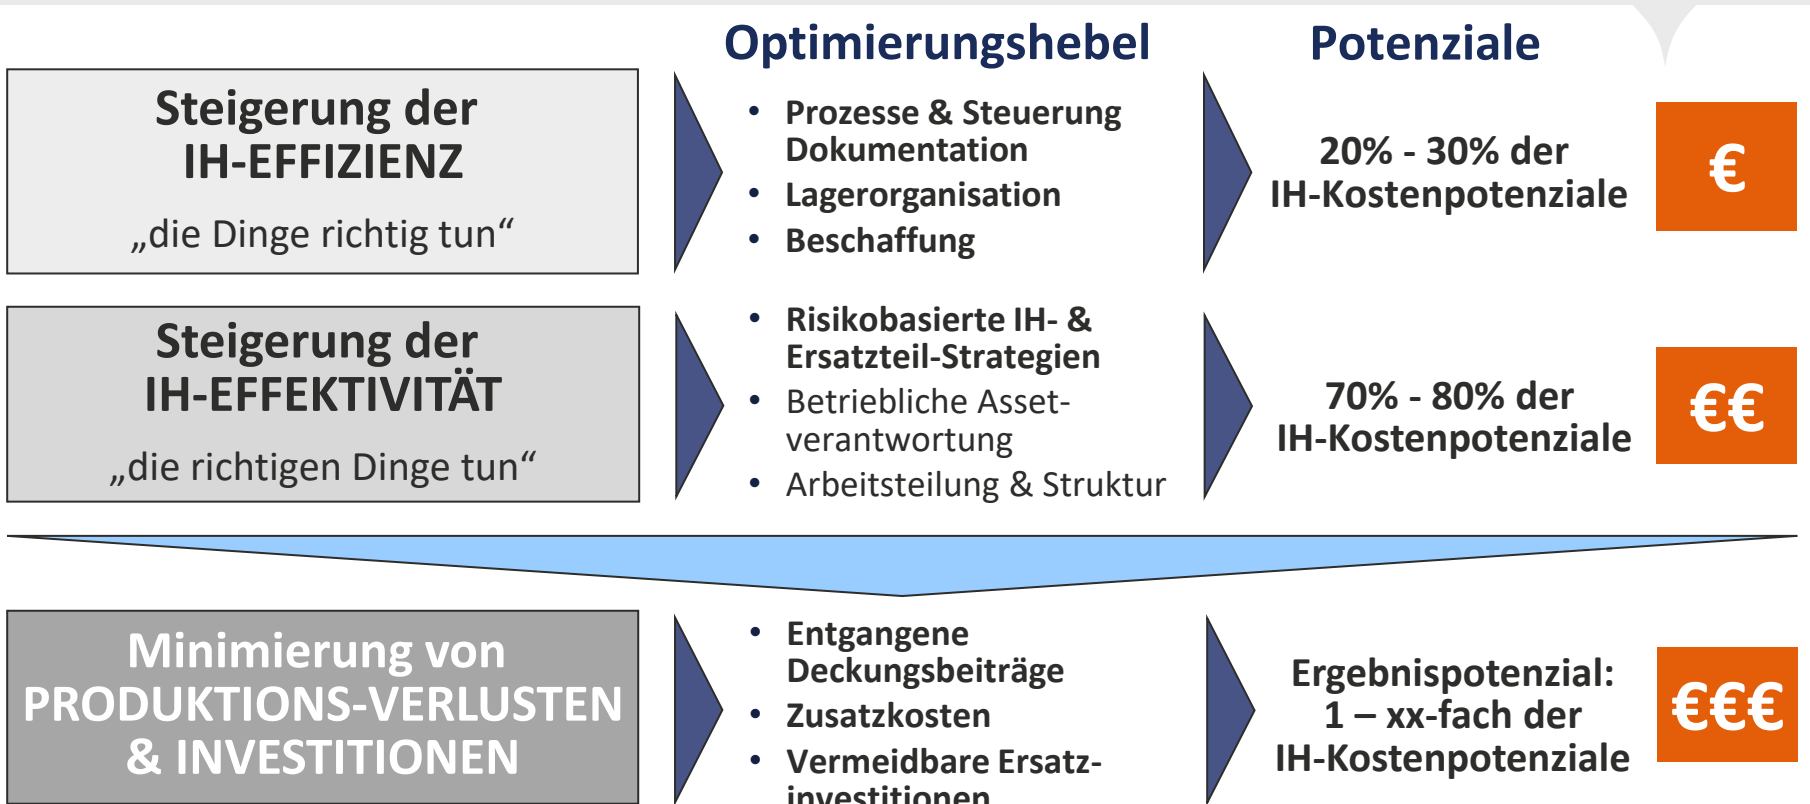 Optimierungshebel
Potenziale
Steigerung der
IH-EFFIZIENZ
„die Dinge richtig tun“
• Prozesse & Steuerung
Dokumentation
• Lagerorganisation
• Beschaffung
20% - 30% der
IH-Kostenpotenziale
€
Steigerung der
IH-EFFEKTIVITÄT
„die richtigen Dinge tun“
• Risikobasierte IH- &
Ersatzteil-Strategien
• Betriebliche Asset-
verantwortung
• Arbeitsteilung & Struktur
70% - 80% der
IH-Kostenpotenziale
€€
Minimierung von
PRODUKTIONS-VERLUSTEN
& INVESTITIONEN
• Entgangene
Deckungsbeiträge
• Zusatzkosten
• Vermeidbare Ersatz-
investitionen
Ergebnispotenzial:
1 – xx-fach der
IH-Kostenpotenziale
€€€